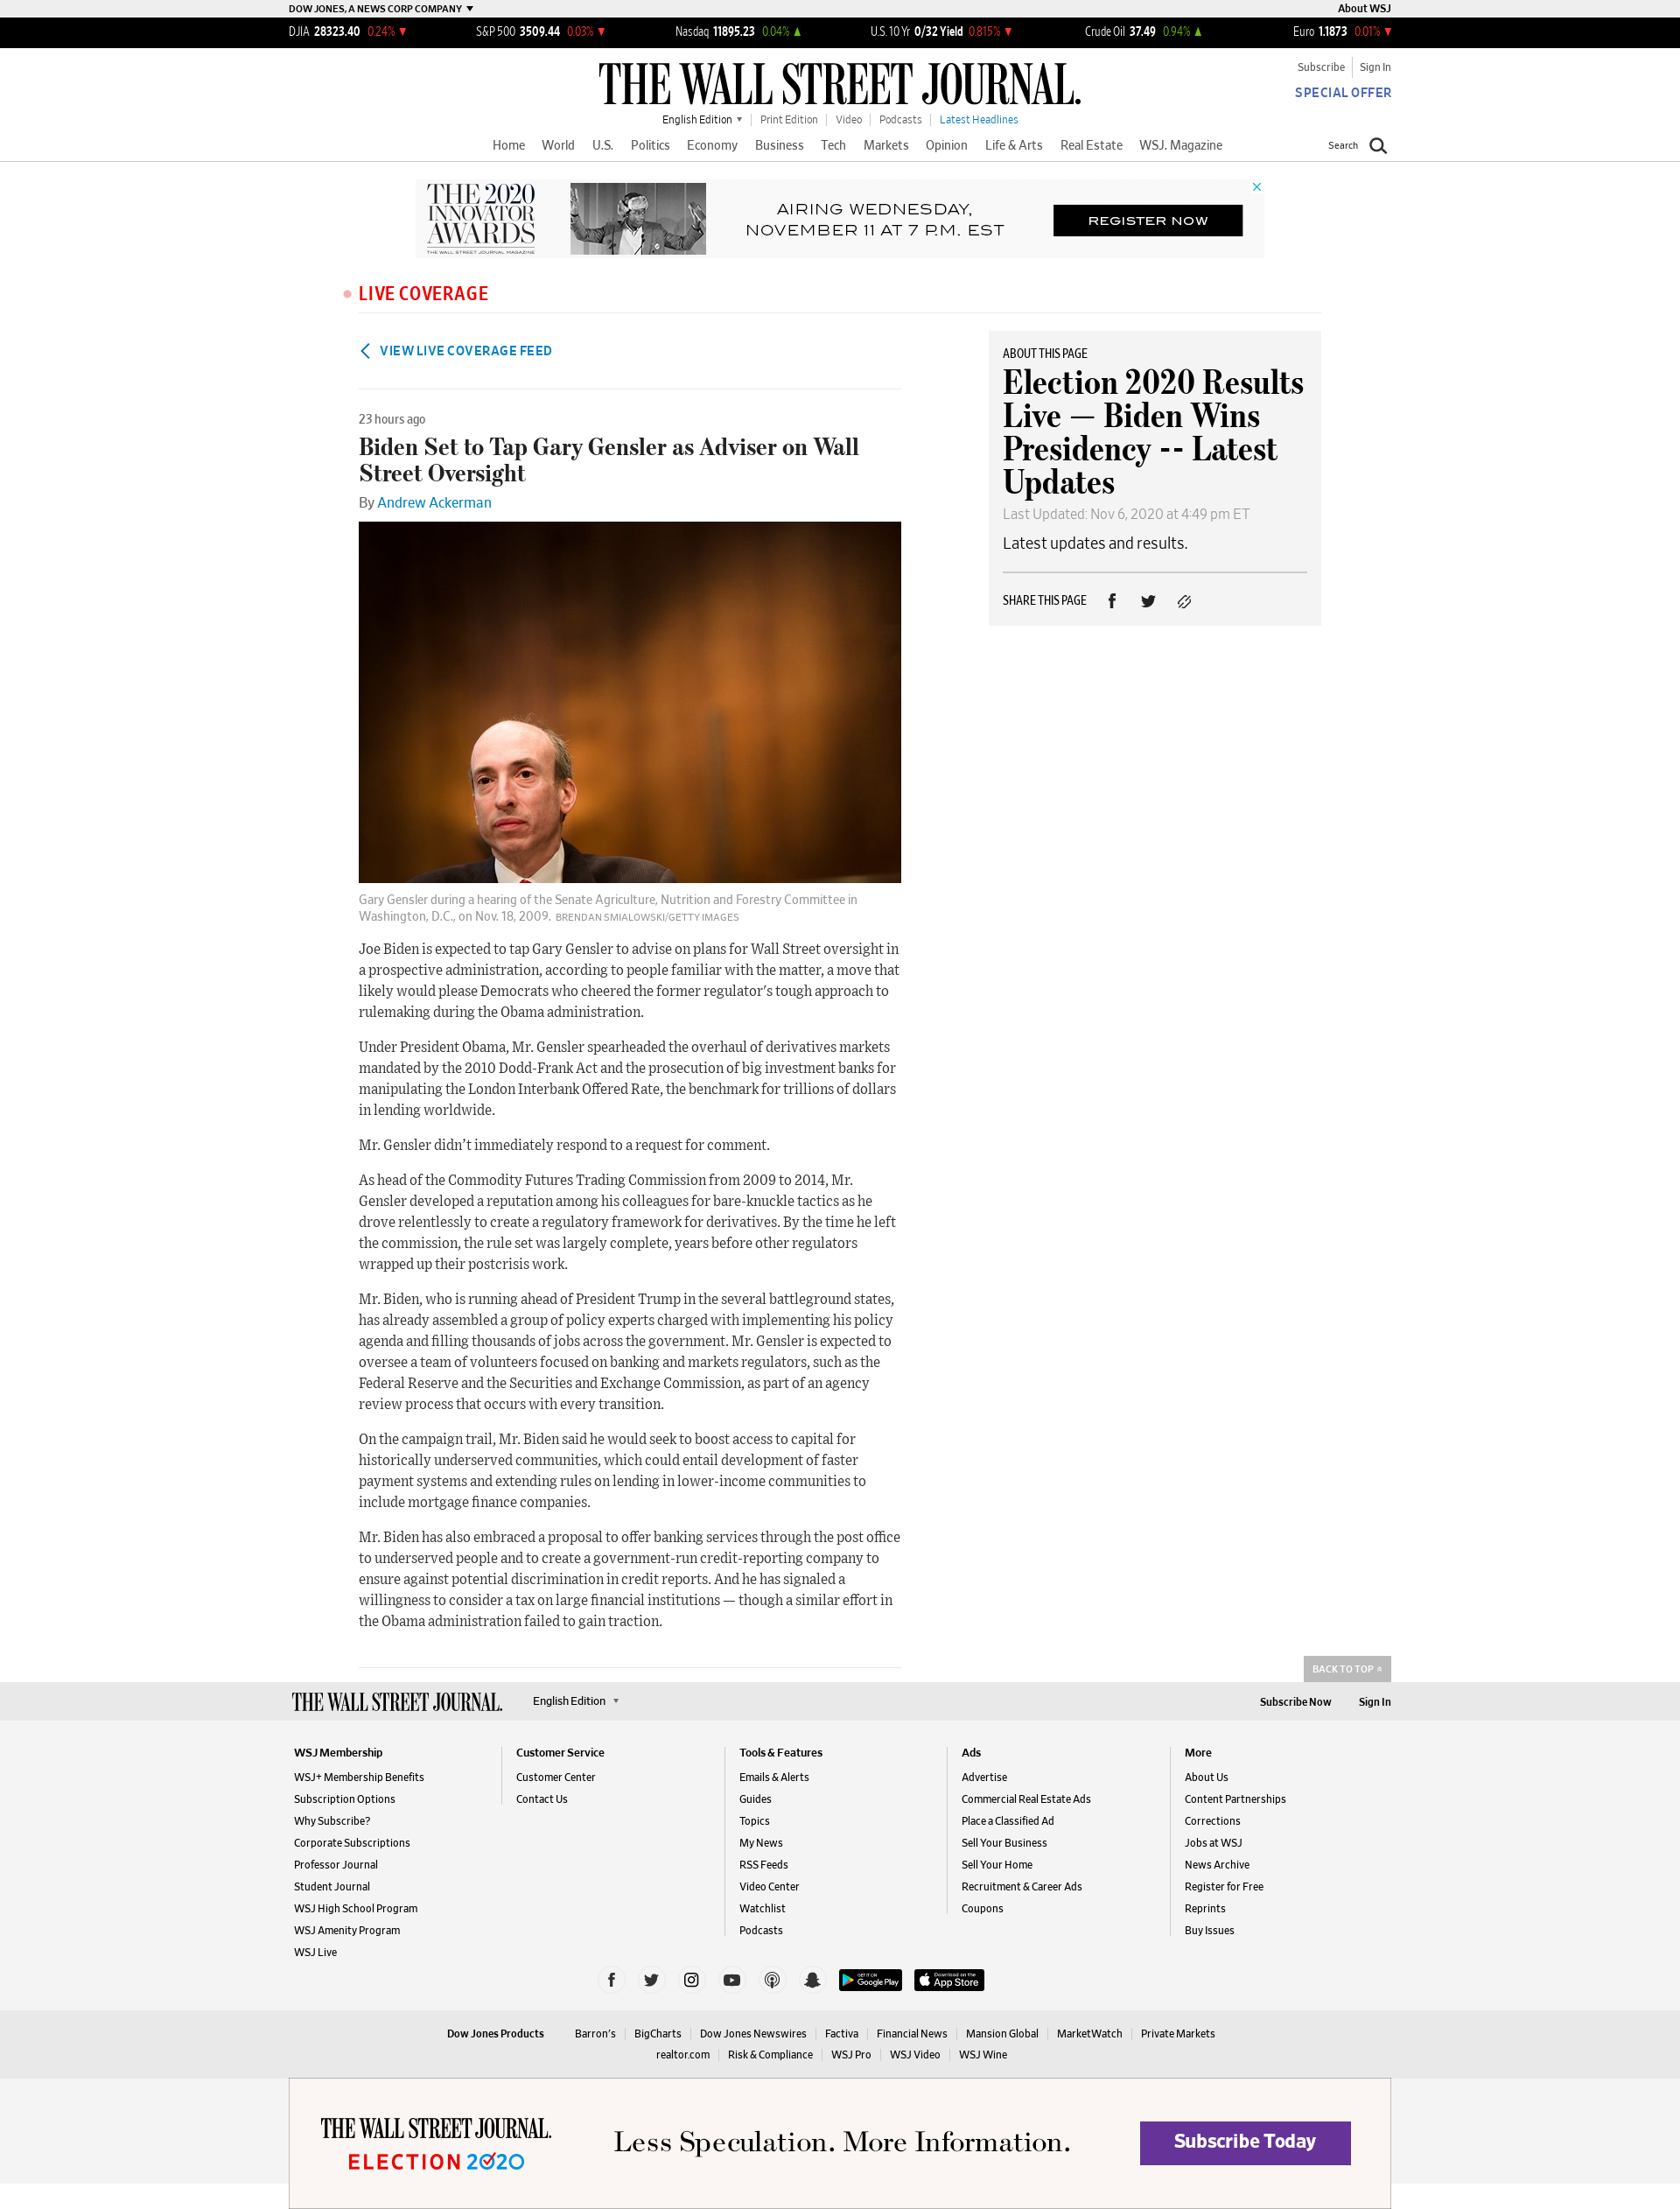 DOW JONES, A NEWS CORP COMPANY
About WSJ
DJIA 28323.40 0.24%
S&P 500 3509.44 0.03%
Nasdaq 11895.23 0.04%
U.S. 10 Yr 0/32 Yield 0.815%
Crude Oil 37.49 0.94%
Euro 1.1873 0.01%
THE WALL STREET JOURNAL.
Subscribe Sign In
SPECIAL OFFER
English Edition Print Edition Video Podcasts Latest Headlines
Home World U.S. Politics Economy Business Tech Markets Opinion Life & Arts Real Estate WSJ. Magazine
Search
THE 2020
INNOVATOR
AWARDS
THE WALL STREET JOURNAL MAGAZINE
AIRING WEDNESDAY,
NOVEMBER 11 AT 7 P.M. EST
REGISTER NOW
LIVE COVERAGE
VIEW LIVE COVERAGE FEED
23 hours ago
Biden Set to Tap Gary Gensler as Adviser on Wall
Street Oversight
By Andrew Ackerman
Gary Gensler during a hearing of the Senate Agriculture, Nutrition and Forestry Committee in
Washington, D.C., on Nov. 18, 2009. BRENDAN SMIALOWSKI/GETTY IMAGES
Joe Biden is expected to tap Gary Gensler to advise on plans for Wall Street oversight in
a prospective administration, according to people familiar with the matter, a move that
likely would please Democrats who cheered the former regulator's tough approach to
rulemaking during the Obama administration.
Under President Obama, Mr. Gensler spearheaded the overhaul of derivatives markets
mandated by the 2010 Dodd-Frank Act and the prosecution of big investment banks for
manipulating the London Interbank Offered Rate, the benchmark for trillions of dollars
in lending worldwide.
Mr. Gensler didn’t immediately respond to a request for comment.
As head of the Commodity Futures Trading Commission from 2009 to 2014, Mr.
Gensler developed a reputation among his colleagues for bare-knuckle tactics as he
drove relentlessly to create a regulatory framework for derivatives. By the time he left
the commission, the rule set was largely complete, years before other regulators
wrapped up their postcrisis work.
Mr. Biden, who is running ahead of President Trump in the several battleground states,
has already assembled a group of policy experts charged with implementing his policy
agenda and filling thousands of jobs across the government. Mr. Gensler is expected to
oversee a team of volunteers focused on banking and markets regulators, such as the
Federal Reserve and the Securities and Exchange Commission, as part of an agency
review process that occurs with every transition.
On the campaign trail, Mr. Biden said he would seek to boost access to capital for
historically underserved communities, which could entail development of faster
payment systems and extending rules on lending in lower-income communities to
include mortgage finance companies.
Mr. Biden has also embraced a proposal to offer banking services through the post office
to underserved people and to create a government-run credit-reporting company to
ensure against potential discrimination in credit reports. And he has signaled a
willingness to consider a tax on large financial institutions — though a similar effort in
the Obama administration failed to gain traction.
ABOUT THIS PAGE
Election 2020 Results
Live — Biden Wins
Presidency -- Latest
Updates
Last Updated: Nov 6, 2020 at 4:49 pm ET
Latest updates and results.
SHARE THIS PAGE
BACK TO TOP
THE WALL STREET JOURNAL.
English Edition
Subscribe Now Sign In
WSJ Membership
WSJ+ Membership Benefits
Subscription Options
Why Subscribe?
Corporate Subscriptions
Professor Journal
Student Journal
WSJ High School Program
WSJ Amenity Program
WSJ Live
Customer Service
Customer Center
Contact Us
Tools & Features
Emails & Alerts
Guides
Topics
My News
RSS Feeds
Video Center
Watchlist
Podcasts
Ads
Advertise
Commercial Real Estate Ads
Place a Classified Ad
Sell Your Business
Sell Your Home
Recruitment & Career Ads
Coupons
More
About Us
Content Partnerships
Corrections
Jobs at WSJ
News Archive
Register for Free
Reprints
Buy Issues
GET IT ON
Google Play
Download on the
App Store
Dow Jones Products Barron's BigCharts Dow Jones Newswires Factiva Financial News Mansion Global MarketWatch Private Markets
realtor.com Risk & Compliance WSJ Pro WSJ Video WSJ Wine
THE WALL STREET JOURNAL.
ELECTION 2020
Less Speculation. More Information.
Subscribe Today